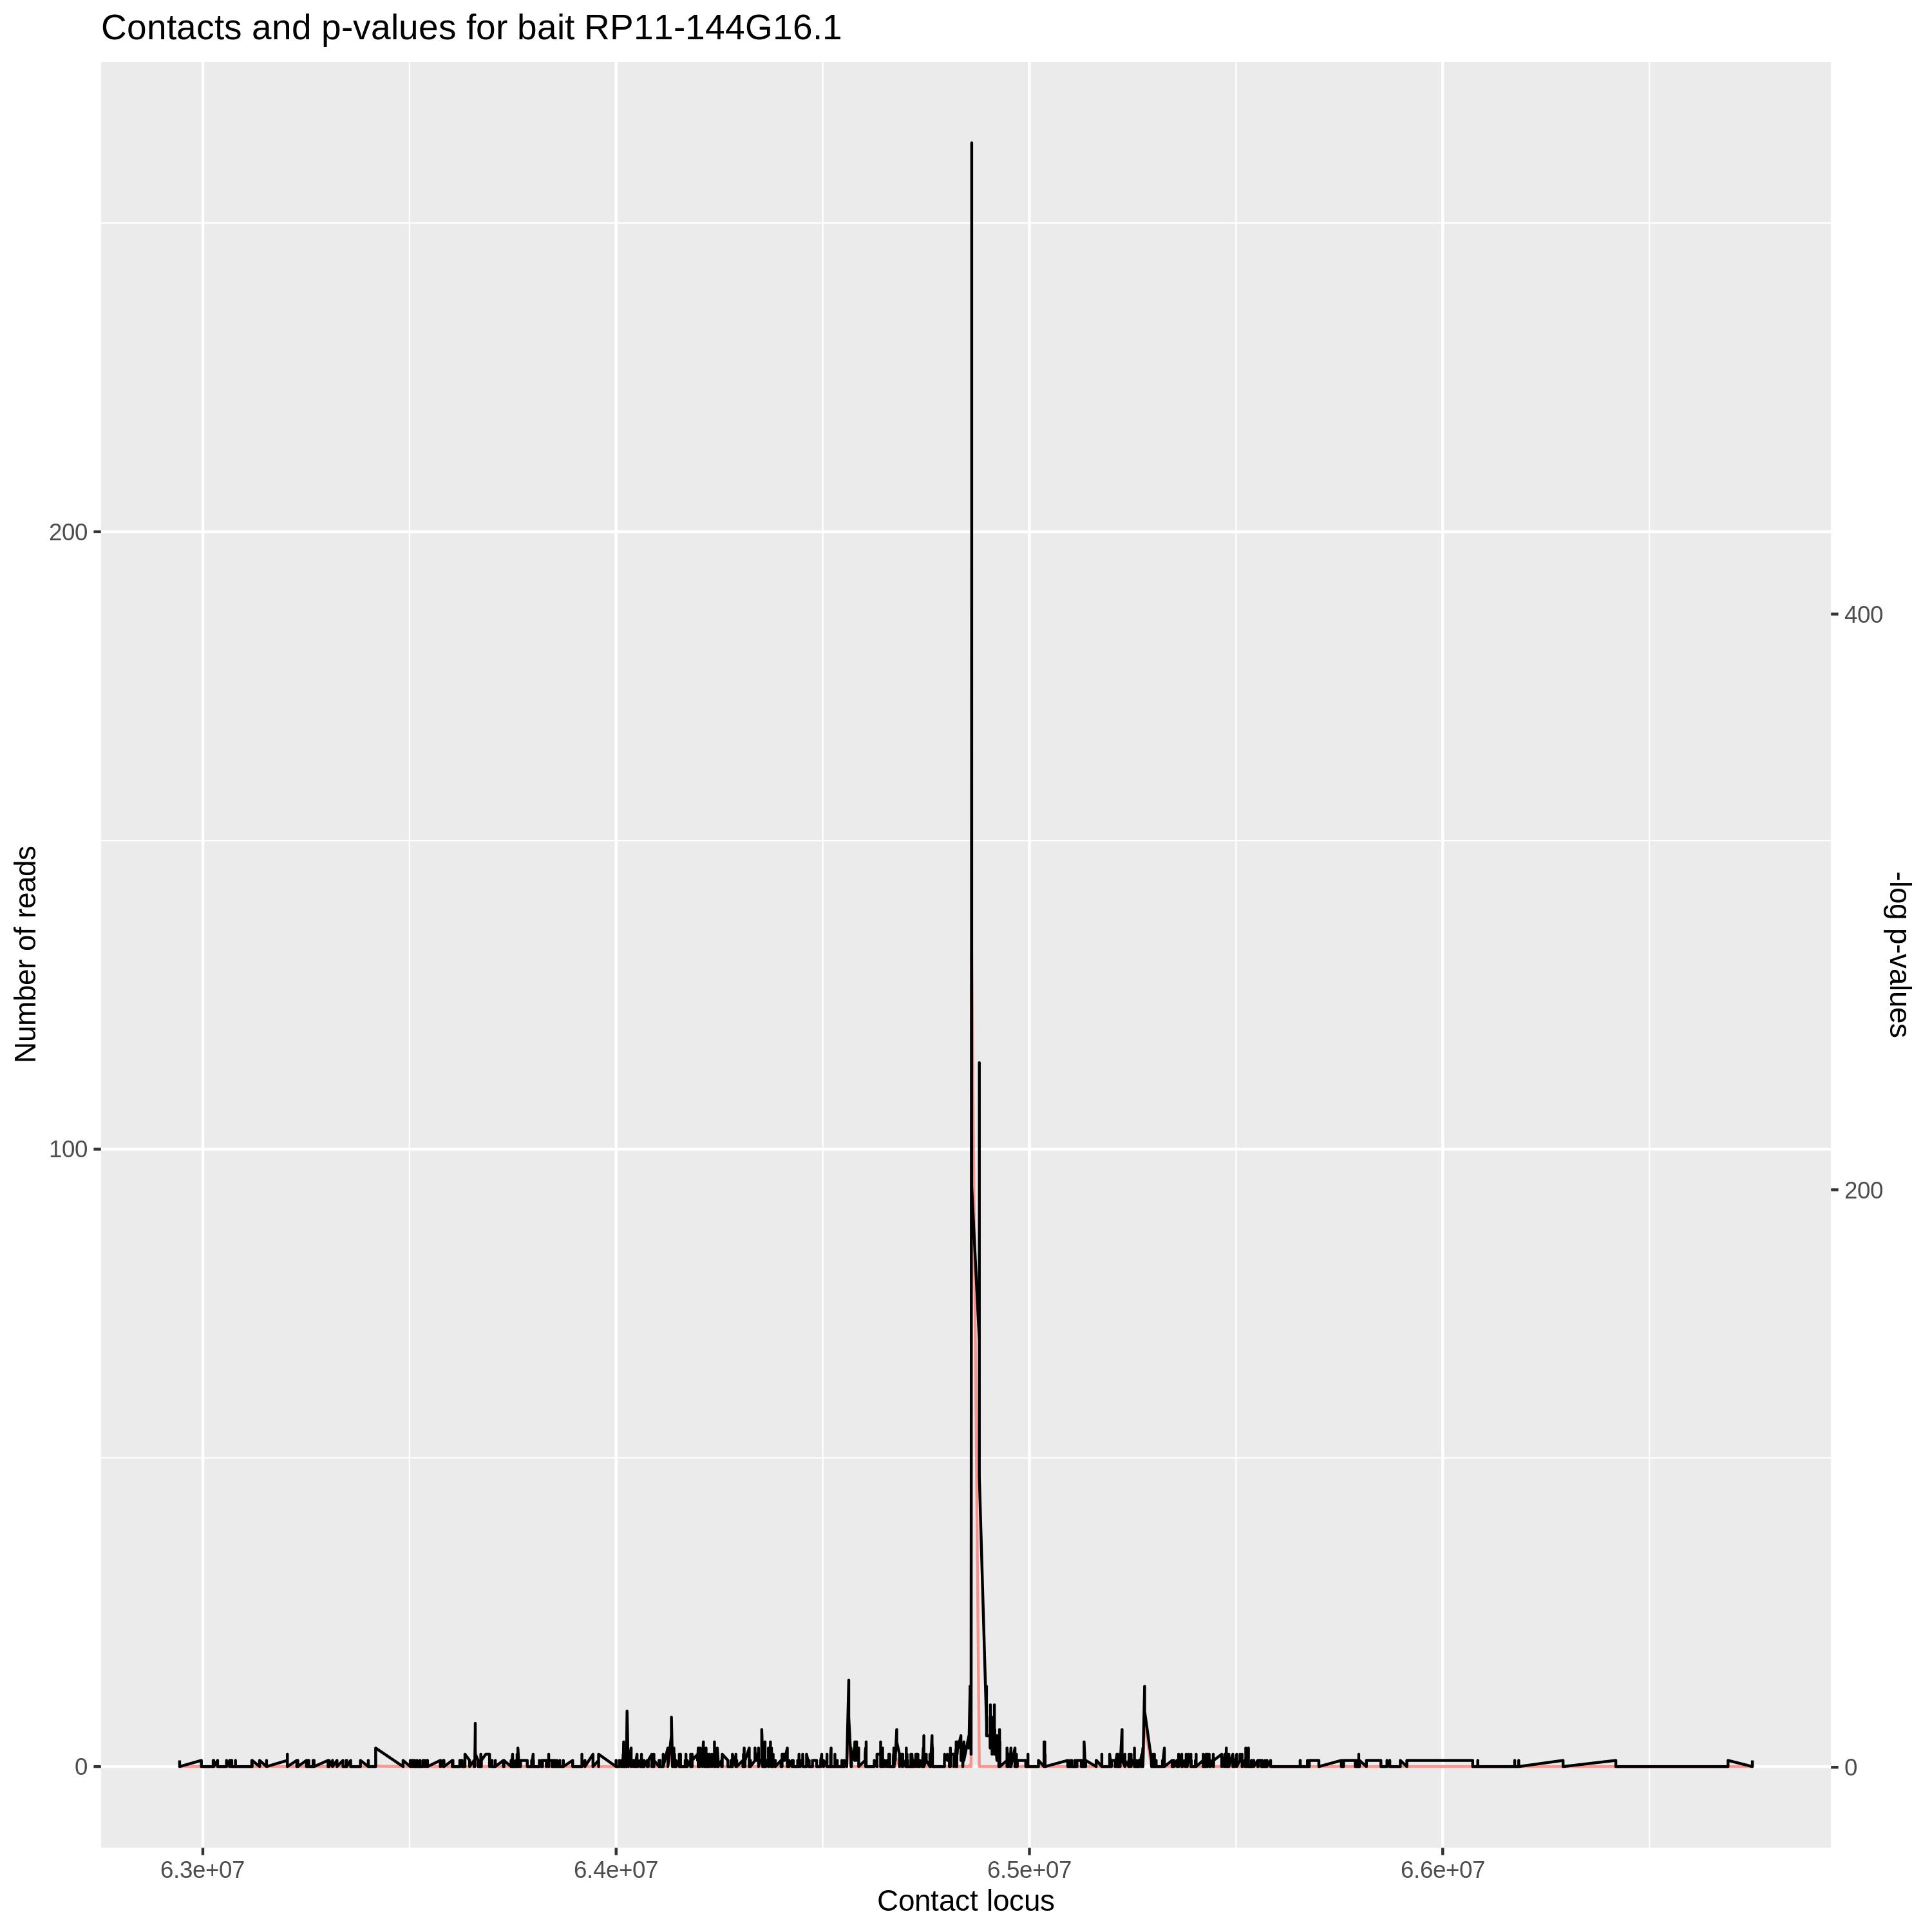 Contacts and p-values for bait RP11-144G16.1
Number of reads
200
100
0
400
200
0
-log p-values
6.3e+07 6.4e+07 6.5e+07 6.6e+07
Contact locus